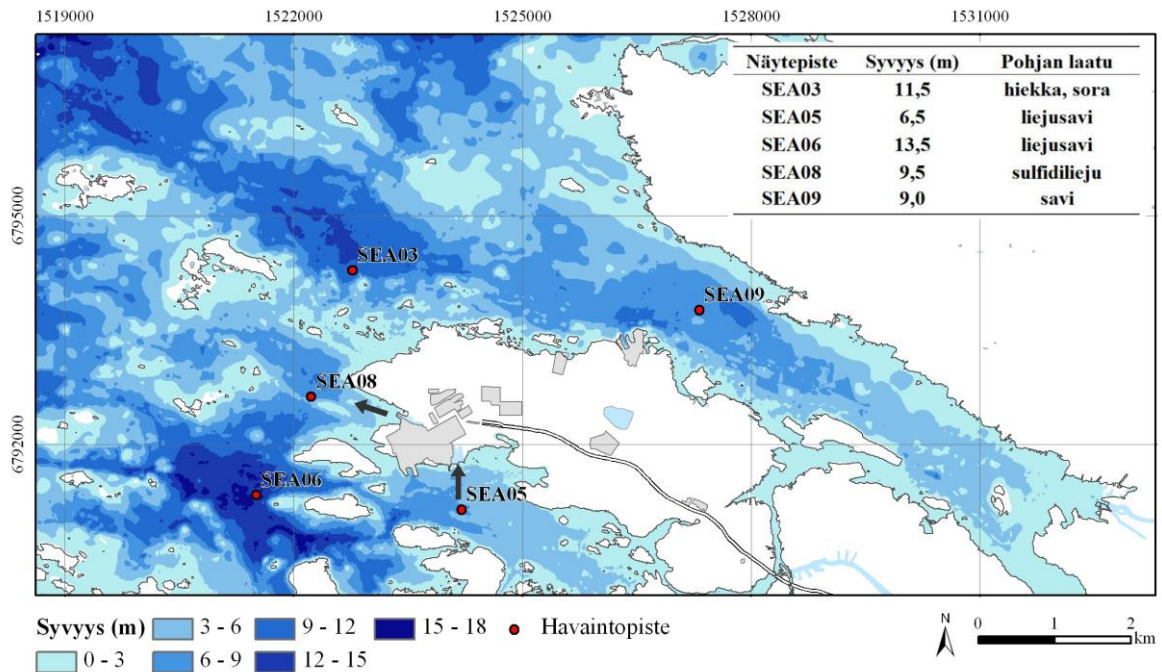 1519000 1522000 1525000 1528000 1531000
Näytepiste Syvyys (m) Pohjan laatu
SEA03 11,5 hiekka, sora
SEA05 6,5 liejusavi
SEA06 13,5 liejusavi
SEA08 9,5 sulfidilieju
SEA09 9,0 savi
6795000
SEA03
SEA09
SEA08
6792000
SEA06
SEA05
Syvyys (m) 3 - 6 9 - 12 15 - 18 Havaintopiste
0 - 3 6 - 9 12 - 15
N 0 1 2
km